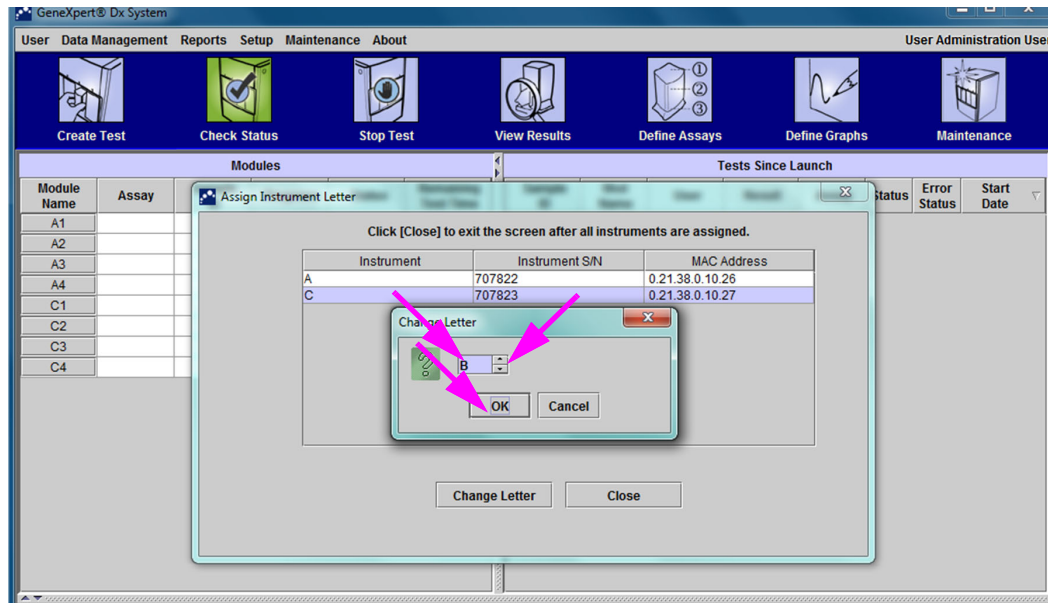 GeneXpert® Dx System
User Data Management Reports Setup Maintenance About User Administration Use
Create Test Check Status Stop Test View Results Define Assays Define Graphs Maintenance
Modules Tests Since Launch
Module Name Assay Status Error Status Start Date
Assign Instrument Letter
Click [Close] to exit the screen after all instruments are assigned.
Instrument Instrument S/N MAC Address
A 707822 0.21.38.0.10.26
C 707823 0.21.38.0.10.27
Change Letter
B
OK Cancel
Change Letter Close
A1
A2
A3
A4
C1
C2
C3
C4